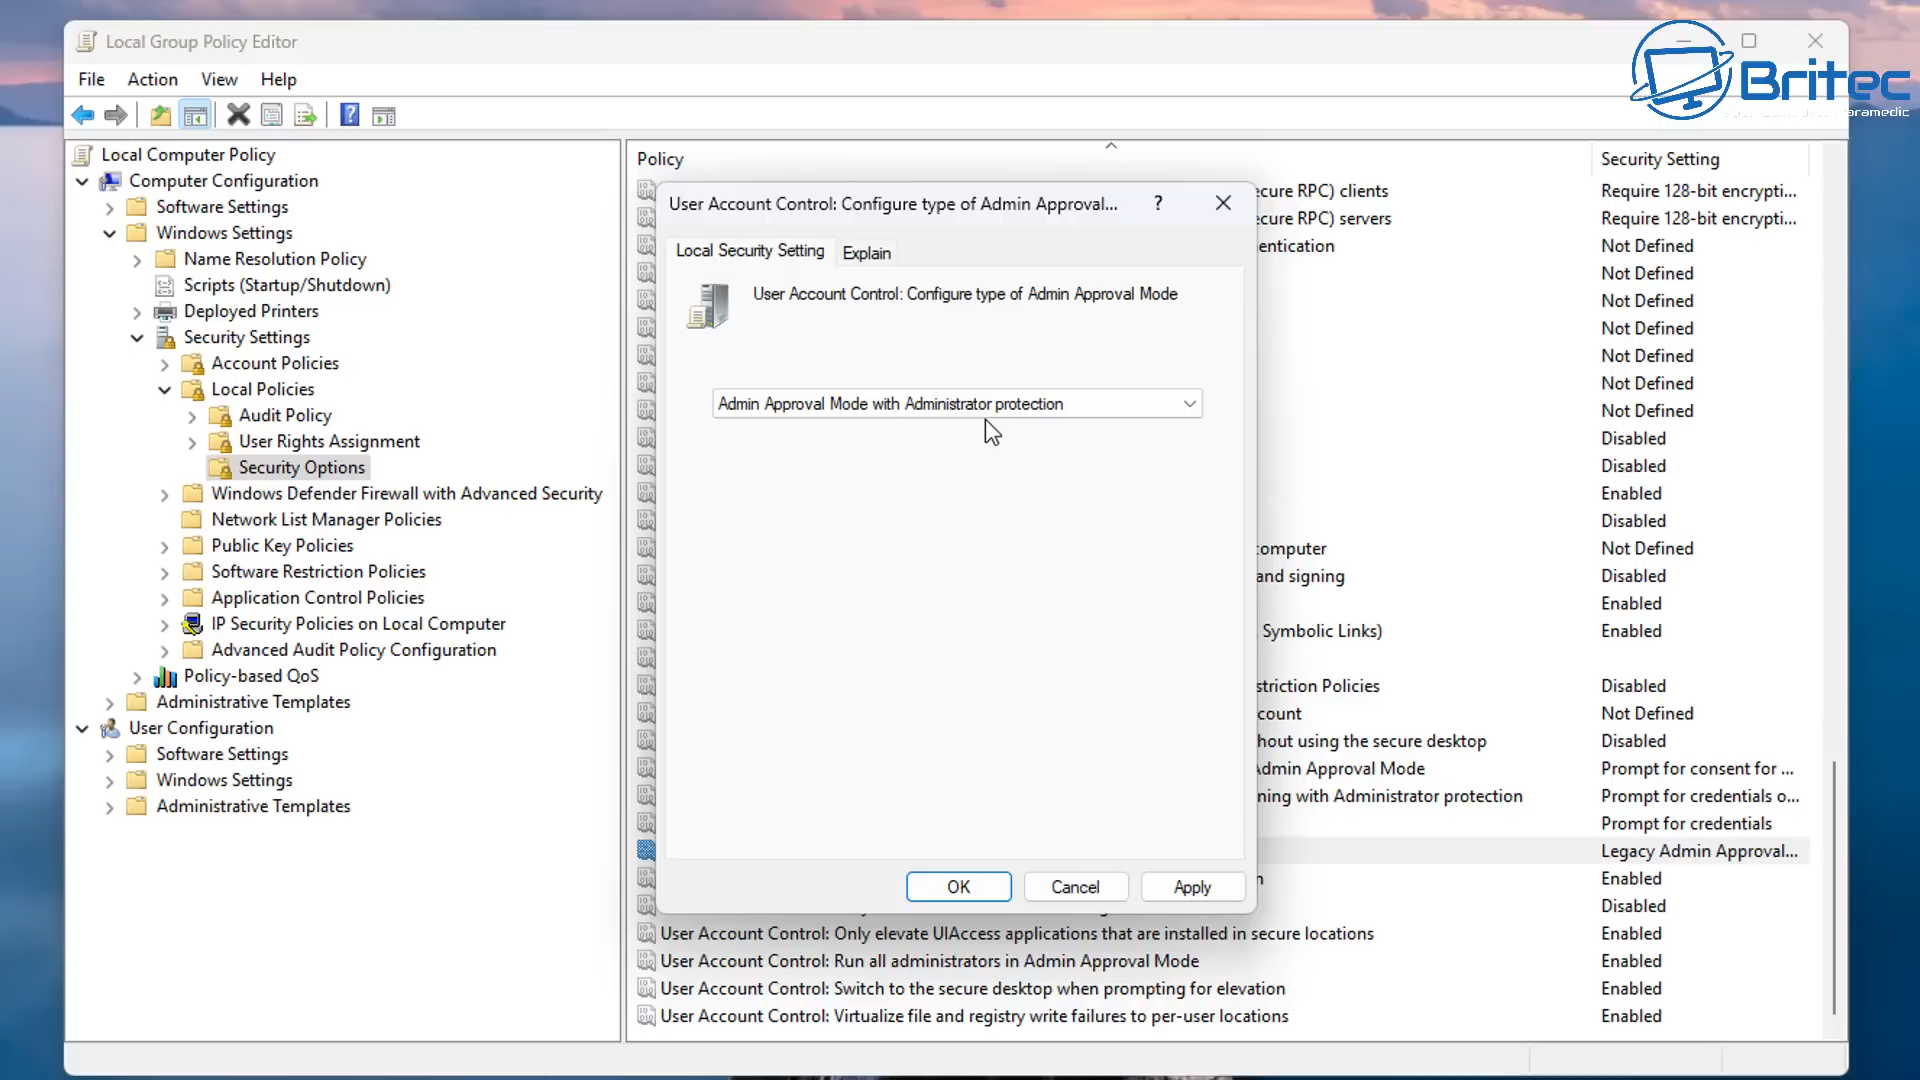 Local Group Policy Editor
File Action View Help
Britec
Local Computer Policy
Computer Configuration
Software Settings
Windows Settings
Name Resolution Policy
Scripts (Startup/Shutdown)
Deployed Printers
Security Settings
Account Policies
Local Policies
Audit Policy
User Rights Assignment
Security Options
Windows Defender Firewall with Advanced Security
Network List Manager Policies
Public Key Policies
Software Restriction Policies
Application Control Policies
IP Security Policies on Local Computer
Advanced Audit Policy Configuration
Policy-based QoS
Administrative Templates
User Configuration
Software Settings
Windows Settings
Administrative Templates
Policy Security Setting
ecure RPC) clients Require 128-bit encrypti...
ecure RPC) servers Require 128-bit encrypti...
entication Not Defined
Not Defined
Not Defined
Not Defined
Not Defined
Not Defined
Not Defined
Disabled
Disabled
Enabled
Disabled
computer Not Defined
and signing Disabled
Enabled
Symbolic Links) Enabled
striction Policies Disabled
count Not Defined
hout using the secure desktop Disabled
Admin Approval Mode Prompt for consent for ...
ning with Administrator protection Prompt for credentials o...
Prompt for credentials
Legacy Admin Approval...
Enabled
Disabled
User Account Control: Only elevate UIAccess applications that are installed in secure locations Enabled
User Account Control: Run all administrators in Admin Approval Mode Enabled
User Account Control: Switch to the secure desktop when prompting for elevation Enabled
User Account Control: Virtualize file and registry write failures to per-user locations Enabled
User Account Control: Configure type of Admin Approval... ?
Local Security Setting Explain
User Account Control: Configure type of Admin Approval Mode
Admin Approval Mode with Administrator protection
OK Cancel Apply